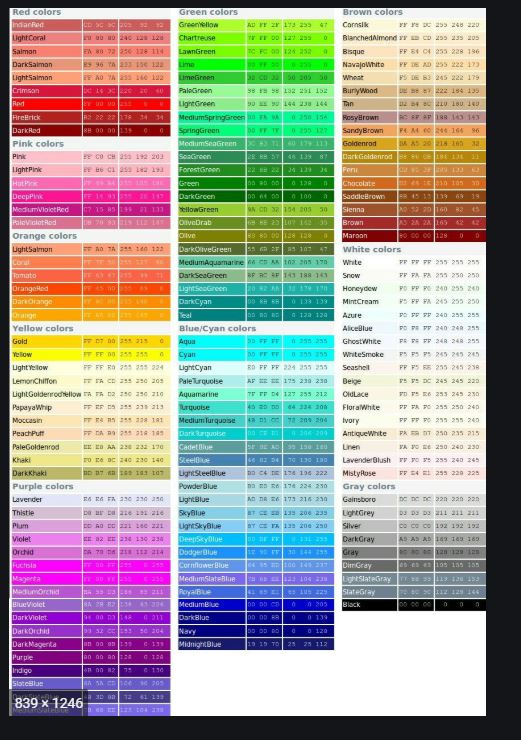 Red colors
IndianRed CD 5C 5C 205 92 92
LightCoral F0 80 80 240 128 128
Salmon FA 80 72 250 128 114
DarkSalmon E9 96 7A 233 150 122
LightSalmon FF A0 7A 255 160 122
Crimson DC 14 3C 220 20 60
Red FF 00 00 255 0 0
FireBrick B2 22 22 178 34 34
DarkRed 8B 00 00 139 0 0
Pink colors
Pink FF C0 CB 255 192 203
LightPink FF B6 C1 255 182 193
HotPink FF 69 B4 255 105 180
DeepPink FF 14 93 255 20 147
MediumVioletRed C7 15 85 199 21 133
PaleVioletRed DB 70 93 219 112 147
Orange colors
LightSalmon FF A0 7A 255 160 122
Coral FF 7F 50 255 127 80
Tomato FF 63 47 255 99 71
OrangeRed FF 45 00 255 69 0
DarkOrange FF 8C 00 255 140 0
Orange FF A5 00 255 165 0
Yellow colors
Gold FF D7 00 255 215 0
Yellow FF FF 00 255 255 0
LightYellow FF FF E0 255 255 224
LemonChiffon FF FA CD 255 250 205
LightGoldenrodYellow FA FA D2 250 250 210
PapayaWhip FF EF D5 255 239 213
Moccasin FF E4 B5 255 228 181
PeachPuff FF DA B9 255 218 185
PaleGoldenrod EE E8 AA 238 232 170
Khaki F0 E6 8C 240 230 140
DarkKhaki BD B7 6B 189 183 107
Purple colors
Lavender E6 E6 FA 230 230 250
Thistle D8 BF D8 216 191 216
Plum DD A0 DD 221 160 221
Violet EE 82 EE 238 130 238
Orchid DA 70 D6 218 112 214
Fuchsia FF 00 FF 255 0 255
Magenta FF 00 FF 255 0 255
MediumOrchid BA 55 D3 186 85 211
BlueViolet 8A 2B E2 138 43 226
DarkViolet 94 00 D3 148 0 211
DarkOrchid 99 32 CC 153 50 204
DarkMagenta 8B 00 8B 139 0 139
Purple 80 00 80 128 0 128
Indigo 4B 00 82 75 0 130
SlateBlue 6A 5A CD 106 90 205
3D 8B 72 61 139
68 EE 123 104 238
839 × 1246
Green colors
GreenYellow AD FF 2F 173 255 47
Chartreuse 7F FF 00 127 255 0
LawnGreen 7C FC 00 124 252 0
Lime 00 FF 00 0 255 0
LimeGreen 32 CD 32 50 205 50
PaleGreen 98 FB 98 152 251 152
LightGreen 90 EE 90 144 238 144
MediumSpringGreen 00 FA 9A 0 250 154
SpringGreen 00 FF 7F 0 255 127
MediumSeaGreen 3C B3 71 60 179 113
SeaGreen 2E 8B 57 46 139 87
ForestGreen 22 8B 22 34 139 34
Green 00 80 00 0 128 0
DarkGreen 00 64 00 0 100 0
YellowGreen 9A CD 32 154 205 50
OliveDrab 6B 8E 23 107 142 35
Olive 80 80 00 128 128 0
DarkOliveGreen 55 6B 2F 85 107 47
MediumAquamarine 66 CD AA 102 205 170
DarkSeaGreen 8F BC 8F 143 188 143
LightSeaGreen 20 B2 AA 32 178 170
DarkCyan 00 8B 8B 0 139 139
Teal 00 80 80 0 128 128
Blue/Cyan colors
Aqua 00 FF FF 0 255 255
Cyan 00 FF FF 0 255 255
LightCyan E0 FF FF 224 255 255
PaleTurquoise AF EE EE 175 238 238
Aquamarine 7F FF D4 127 255 212
Turquoise 40 E0 D0 64 224 208
MediumTurquoise 48 D1 CC 72 209 204
DarkTurquoise 00 CE D1 0 206 209
CadetBlue 5F 9E A0 95 158 160
SteelBlue 46 82 B4 70 130 180
LightSteelBlue B0 C4 DE 176 196 222
PowderBlue B0 E0 E6 176 224 230
LightBlue AD D8 E6 173 216 230
SkyBlue 87 CE EB 135 206 235
LightSkyBlue 87 CE FA 135 206 250
DeepSkyBlue 00 BF FF 0 191 255
DodgerBlue 1E 90 FF 30 144 255
CornflowerBlue 64 95 ED 100 149 237
MediumSlateBlue 7B 68 EE 123 104 238
RoyalBlue 41 69 E1 65 105 225
MediumBlue 00 00 CD 0 0 205
DarkBlue 00 00 8B 0 0 139
Navy 00 00 80 0 0 128
MidnightBlue 19 19 70 25 25 112
Brown colors
Cornsilk FF F8 DC 255 248 220
BlanchedAlmond FF EB CD 255 235 205
Bisque FF E4 C4 255 228 196
NavajoWhite FF DE AD 255 222 173
Wheat F5 DE B3 245 222 179
BurlyWood DE B8 87 222 184 135
Tan D2 B4 8C 210 180 140
RosyBrown BC 8F 8F 188 143 143
SandyBrown F4 A4 60 244 164 96
Goldenrod DA A5 20 218 165 32
DarkGoldenrod B8 86 0B 184 134 11
Peru CD 85 3F 205 133 63
Chocolate D2 69 1E 210 105 30
SaddleBrown 8B 45 13 139 69 19
Sienna A0 52 2D 160 82 45
Brown A5 2A 2A 165 42 42
Maroon 80 00 00 128 0 0
White colors
White FF FF FF 255 255 255
Snow FF FA FA 255 250 250
Honeydew F0 FF F0 240 255 240
MintCream F5 FF FA 245 255 250
Azure F0 FF FF 240 255 255
AliceBlue F0 F8 FF 240 248 255
GhostWhite F8 F8 FF 248 248 255
WhiteSmoke F5 F5 F5 245 245 245
Seashell FF F5 EE 255 245 238
Beige F5 F5 DC 245 245 220
OldLace FD F5 E6 253 245 230
FloralWhite FF FA F0 255 250 240
Ivory FF FF F0 255 255 240
AntiqueWhite FA EB D7 250 235 215
Linen FA F0 E6 250 240 230
LavenderBlush FF F0 F5 255 240 245
MistyRose FF E4 E1 255 228 225
Gray colors
Gainsboro DC DC DC 220 220 220
LightGrey D3 D3 D3 211 211 211
Silver C0 C0 C0 192 192 192
DarkGray A9 A9 A9 169 169 169
Gray 80 80 80 128 128 128
DimGray 69 69 69 105 105 105
LightSlateGray 77 88 99 119 136 153
SlateGray 70 80 90 112 128 144
Black 00 00 00 0 0 0